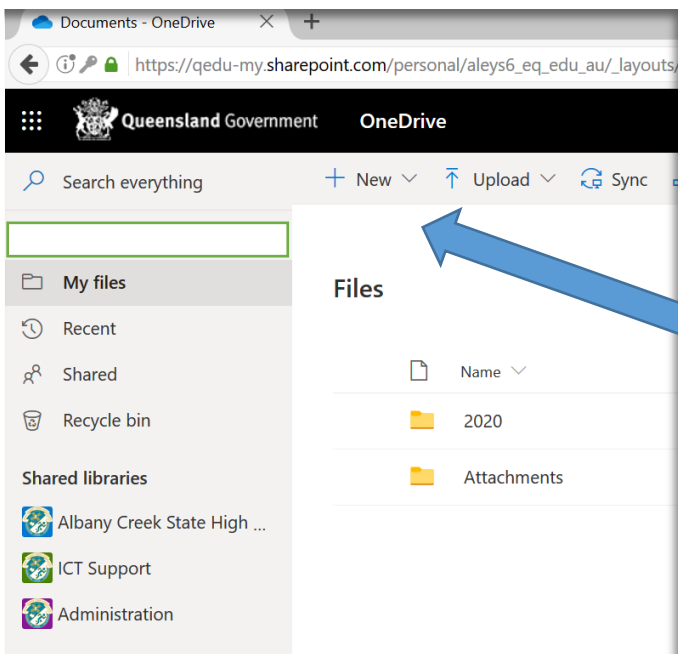 Documents - OneDrive
https://qedu-my.sharepoint.com/personal/aleys6_eq_edu_au/_layouts/
Queensland Government OneDrive
Search everything
New Upload Sync
My files
Files
Recent
Name
Shared
2020
Recycle bin
Attachments
Shared libraries
Albany Creek State High ...
ICT Support
Administration